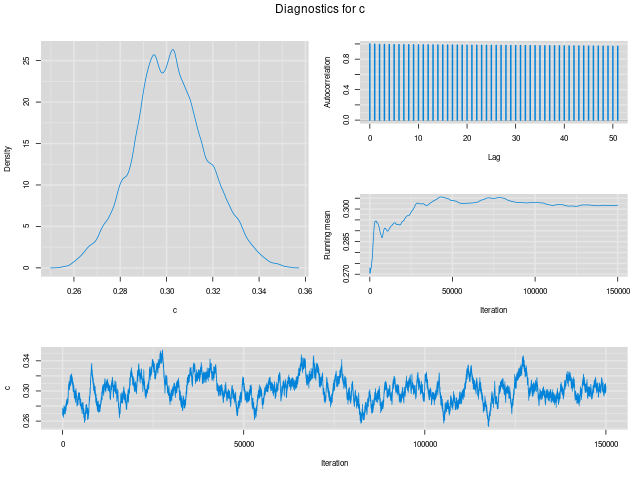 Diagnostics for c
Density
0 5 10 15 20 25
0.26 0.28 0.30 0.32 0.34 0.36
c
Autocorrelation
0.0 0.4 0.8
0 10 20 30 40 50
Lag
Running mean
0.270 0.285 0.300
0 50000 100000 150000
Iteration
c
0.26 0.30 0.34
0 50000 100000 150000
Iteration